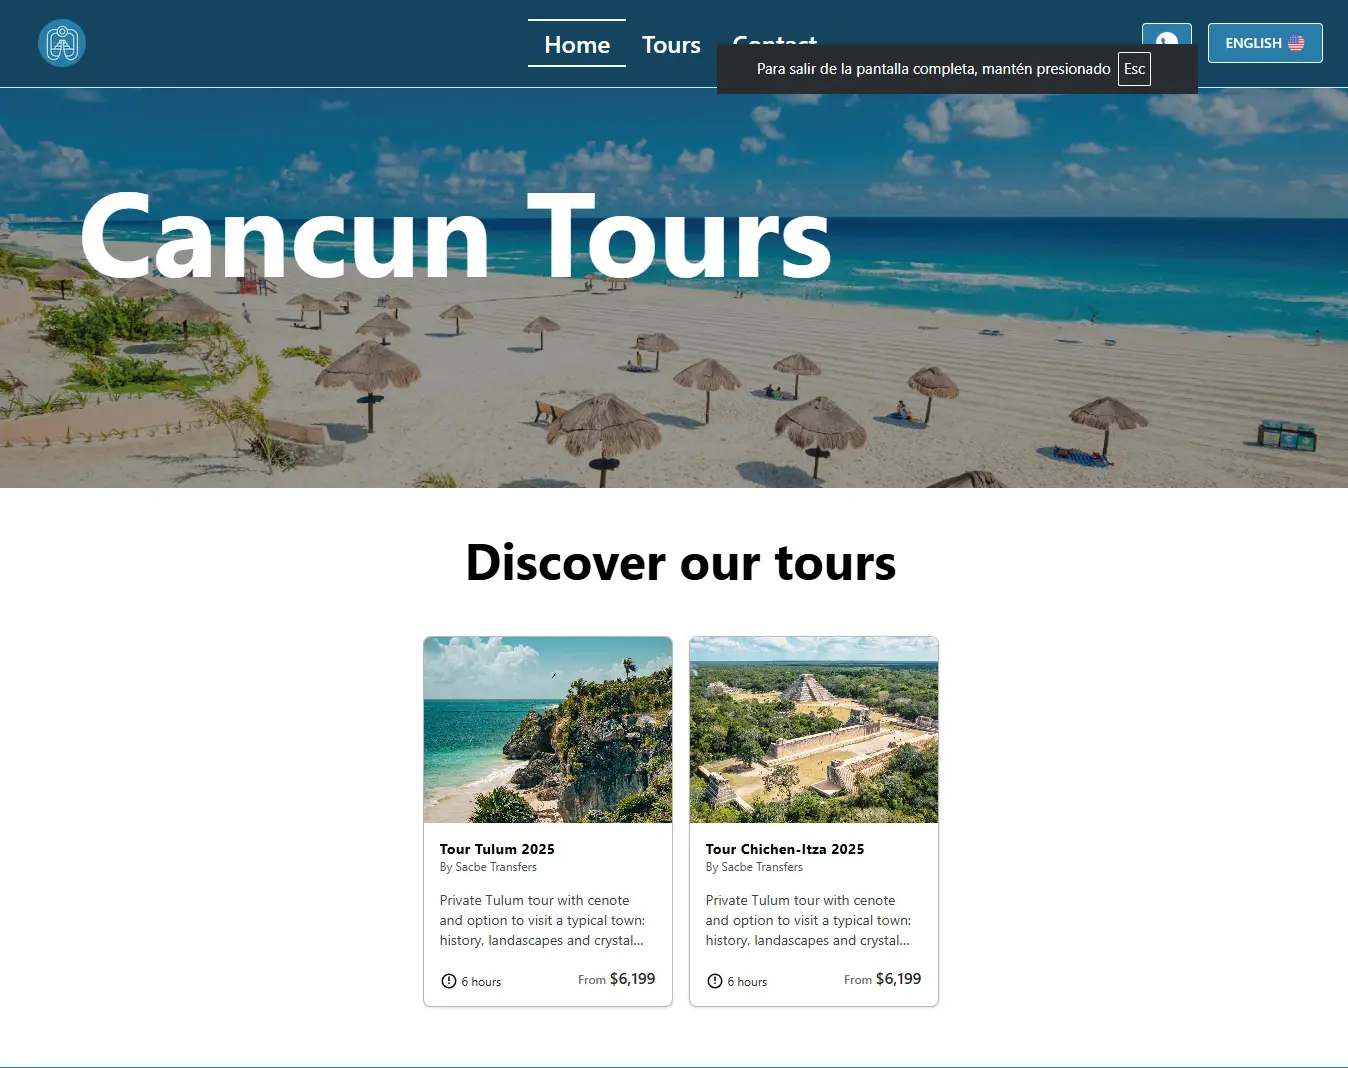 Home Tours Contact
ENGLISH
Para salir de la pantalla completa, mantén presionado Esc
Cancun Tours
Discover our tours
Tour Tulum 2025
By Sacbe Transfers
Private Tulum tour with cenote
and option to visit a typical town:
history, landascapes and crystal...
6 hours
From $6,199
Tour Chichen-Itza 2025
By Sacbe Transfers
Private Tulum tour with cenote
and option to visit a typical town:
history, landascapes and crystal...
6 hours
From $6,199